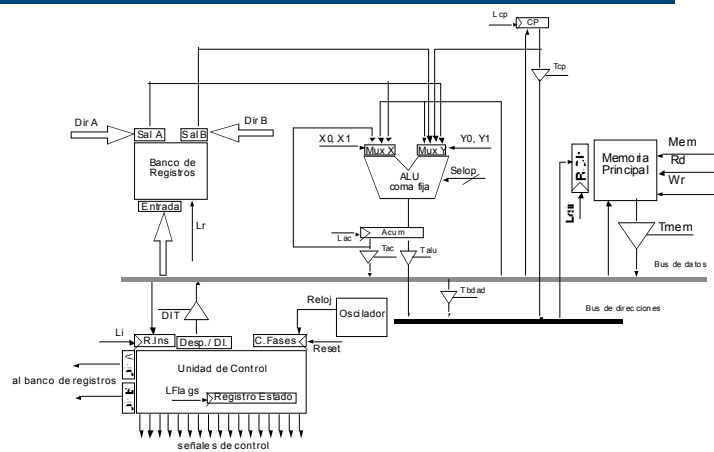 Lcp
CP
Tcp
Dir A
Dir B
Sal A
Sal B
X0, X1
Y0, Y1
Mux X
Mux Y
Banco de
Registros
ALU
coma fija
Selop
Memoria
Principal
Mem
Rd
Wr
Entrada
Lr
Lac
Acum
Tac
Talu
Tmem
Bus de datos
Tbdad
Bus de direcciones
DIT
Reloj
Oscilador
Li
R.Ins
Desp./ DI.
C.Fases
Reset
Unidad de Control
al banco de registros
LFlags
Registro Estado
señales de control